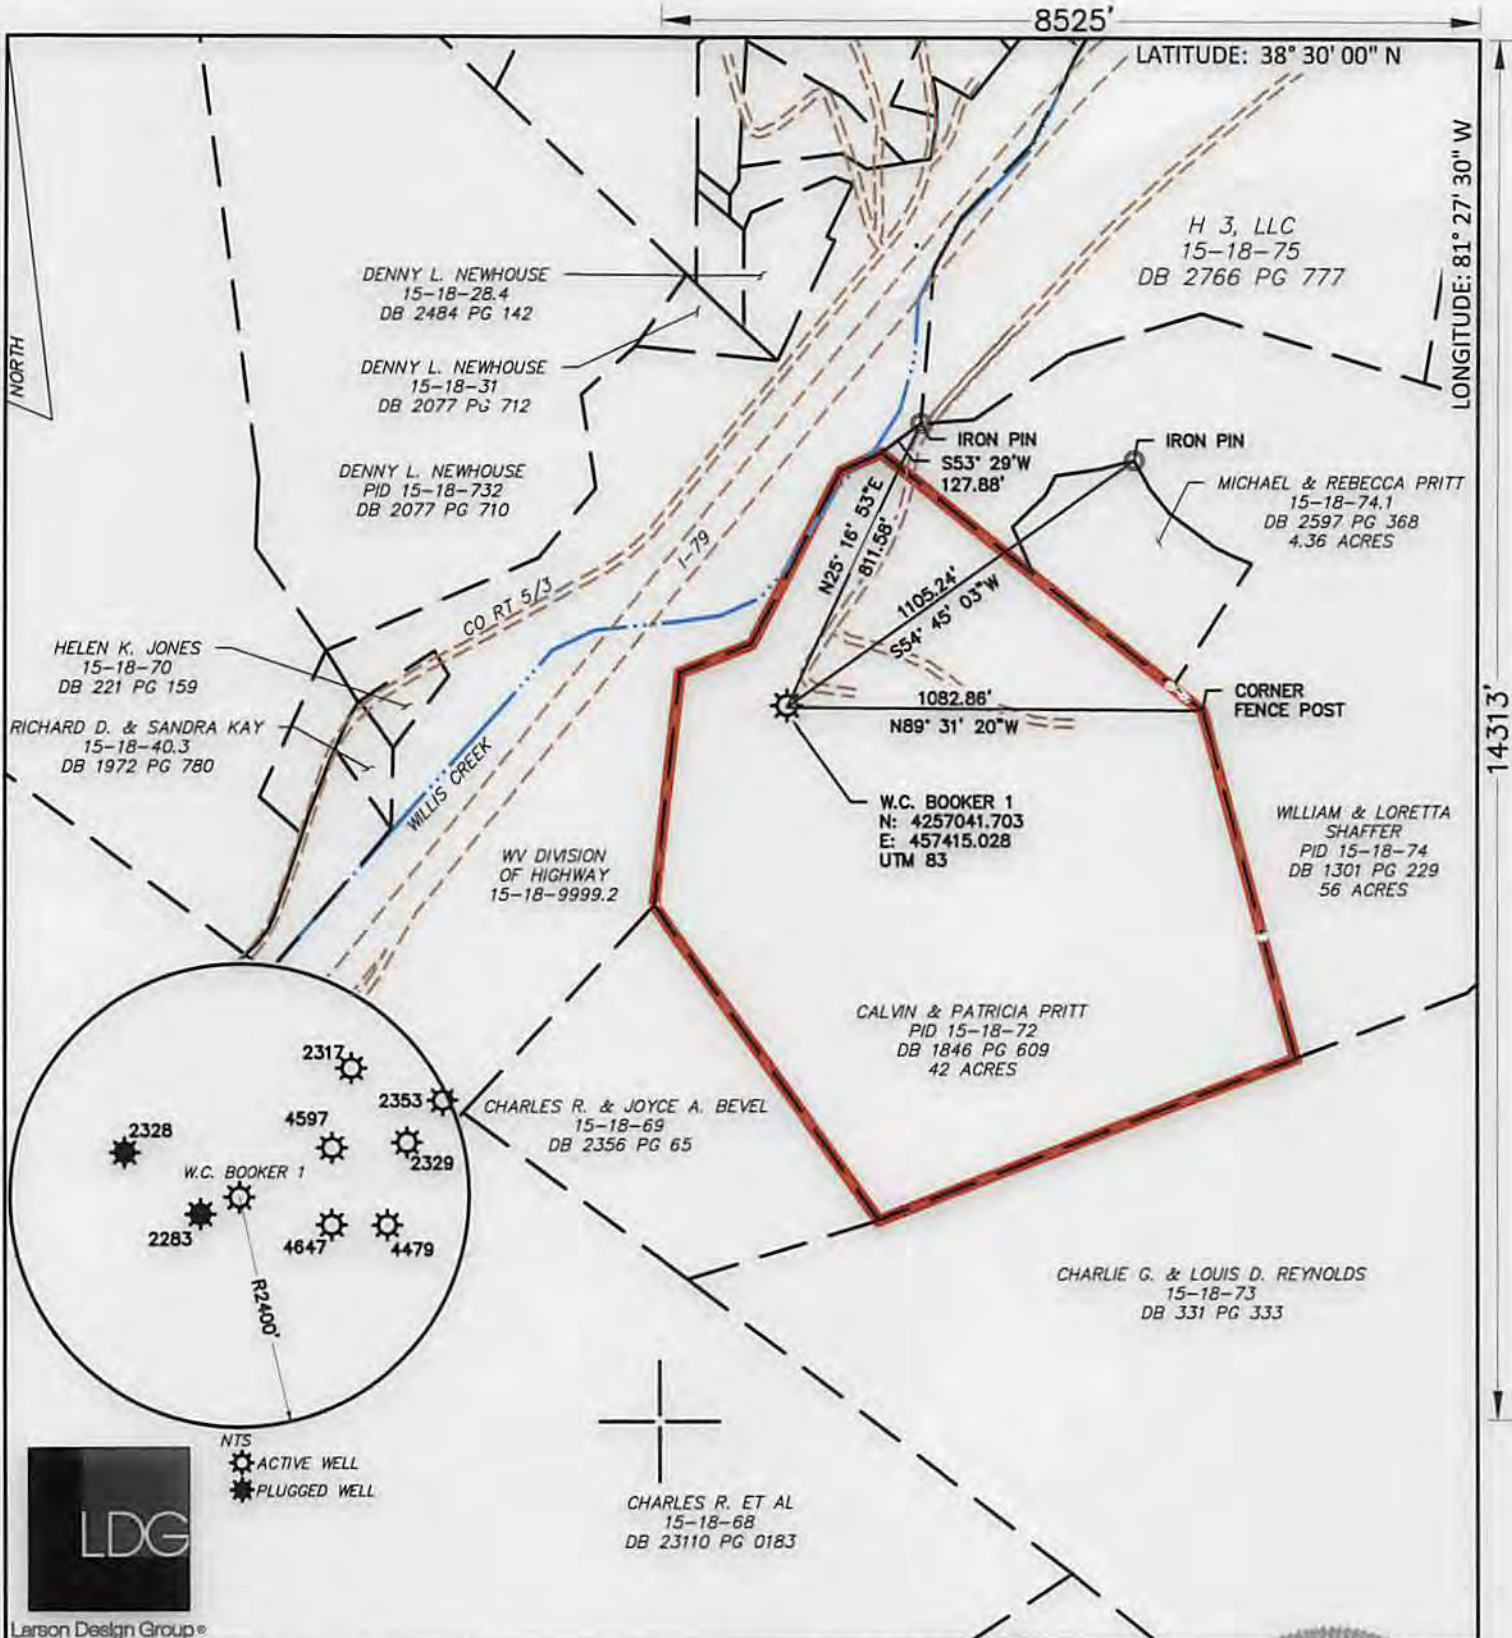 8525'
LATITUDE: 38° 30' 00" N
LONGITUDE: 81° 27' 30" W
14313'
NORTH
H 3, LLC
15-18-75
DB 2766 PG 777
DENNY L. NEWHOUSE
15-18-28.4
DB 2484 PG 142
DENNY L. NEWHOUSE
15-18-31
DB 2077 PG 712
DENNY L. NEWHOUSE
PID 15-18-732
DB 2077 PG 710
IRON PIN
S53° 29'W
127.88'
IRON PIN
MICHAEL & REBECCA PRITT
15-18-74.1
DB 2597 PG 368
4.36 ACRES
N25° 16' 53"E
811.58'
1105.24'
S54° 45' 03"W
1082.86'
N89° 31' 20"W
CORNER
FENCE POST
I-79
CO RT 5/3
WILLIS CREEK
HELEN K. JONES
15-18-70
DB 221 PG 159
RICHARD D. & SANDRA KAY
15-18-40.3
DB 1972 PG 780
W.C. BOOKER 1
N: 4257041.703
E: 457415.028
UTM 83
WILLIAM & LORETTA
SHAFFER
PID 15-18-74
DB 1301 PG 229
56 ACRES
WV DIVISION
OF HIGHWAY
15-18-9999.2
CALVIN & PATRICIA PRITT
PID 15-18-72
DB 1846 PG 609
42 ACRES
CHARLES R. & JOYCE A. BEVEL
15-18-69
DB 2356 PG 65
2317
2353
4597
2328
2329
W.C. BOOKER 1
2283
4647
4479
R2400'
CHARLIE G. & LOUIS D. REYNOLDS
15-18-73
DB 331 PG 333
NTS
ACTIVE WELL
PLUGGED WELL
CHARLES R. ET AL
15-18-68
DB 23110 PG 0183
LDG
Larson Design Group®